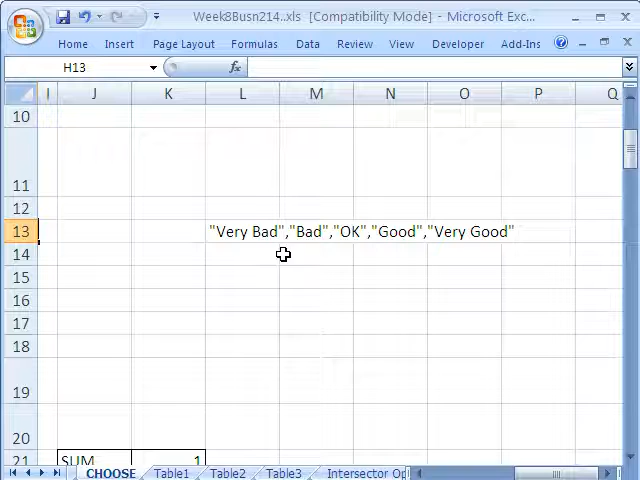 Week8Busn214..xls [Compatibility Mode] - Microsoft Exc...
Home Insert Page Layout Formulas Data Review View Developer Add-Ins
H13 fx
I J K L M N O P Q
10
11
12
13 "Very Bad","Bad","OK","Good","Very Good"
14
15
16
17
18
19
20
21 SUM 1
CHOOSE Table1 Table2 Table3 Intersector Op